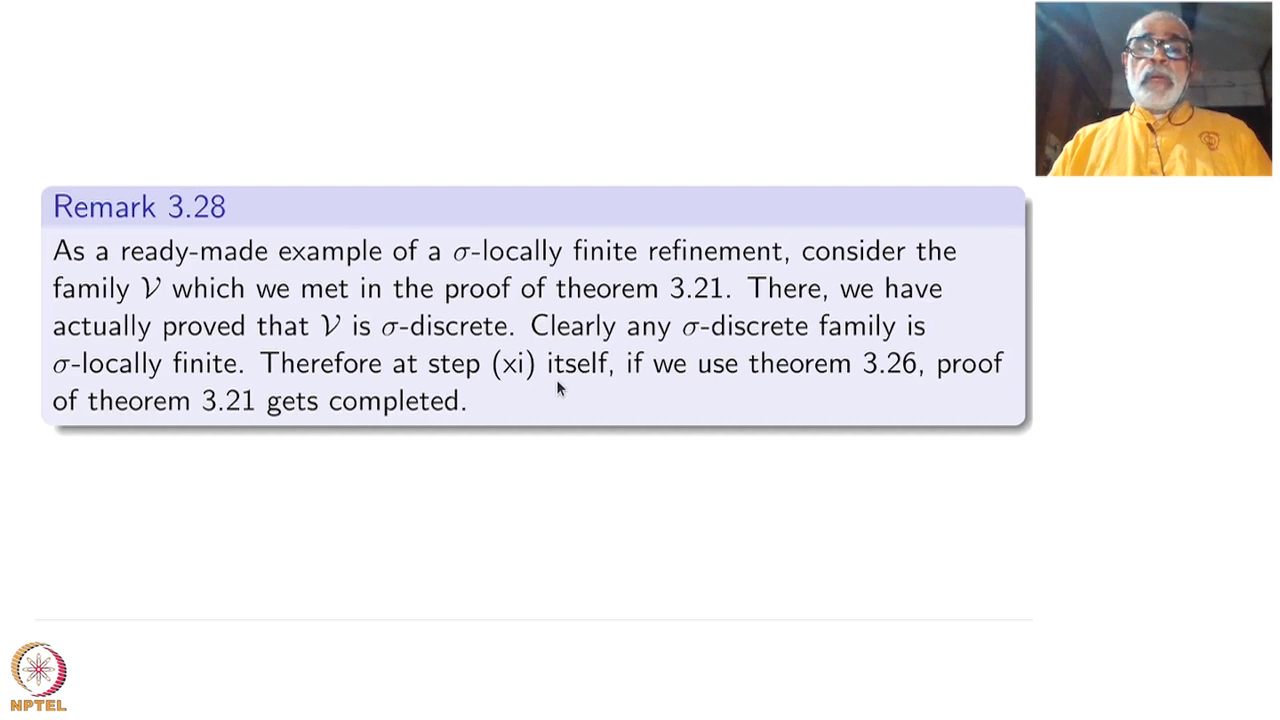 Remark 3.28
As a ready-made example of a σ-locally finite refinement, consider the
family 𝒱 which we met in the proof of theorem 3.21. There, we have
actually proved that 𝒱 is σ-discrete. Clearly any σ-discrete family is
σ-locally finite. Therefore at step (xi) itself, if we use theorem 3.26, proof
of theorem 3.21 gets completed.
NPTEL